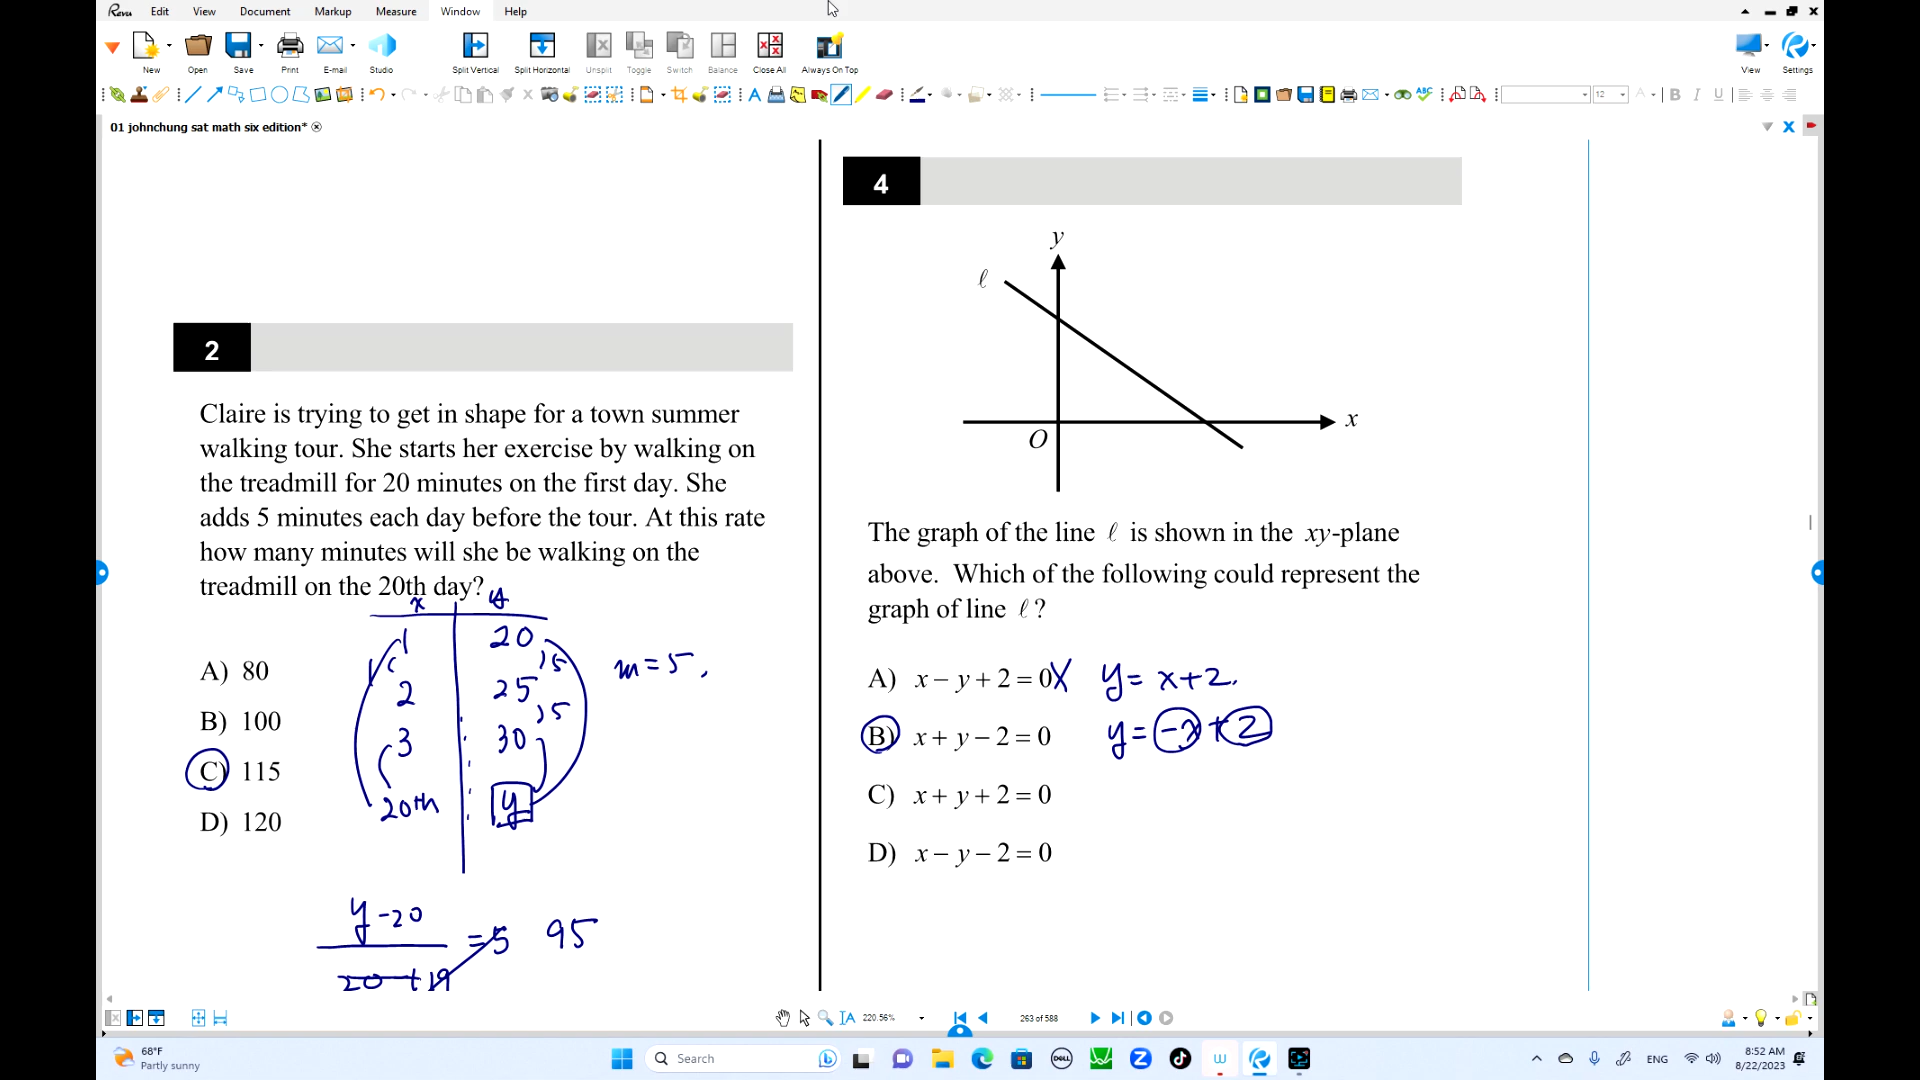 Revu Edit View Document Markup Measure Window Help
New Open Save Print E-mail Studio Split Vertical Split Horizontal Unsplit Toggle Switch Balance Close All Always On Top View Settings
12
01 johnchung sat math six edition*
2
Claire is trying to get in shape for a town summer
walking tour. She starts her exercise by walking on
the treadmill for 20 minutes on the first day. She
adds 5 minutes each day before the tour. At this rate
how many minutes will she be walking on the
treadmill on the 20th day?
A) 80
B) 100
C) 115
D) 120
x y
1 20
15
2 25
15
3 30
20th y
m = 5,
y - 20
= 5 95
20 + 19
4
y
ℓ
O
x
The graph of the line ℓ is shown in the xy-plane
above. Which of the following could represent the
graph of line ℓ ?
A) x − y + 2 = 0 X y = x + 2.
B) x + y − 2 = 0 y = -x + 2
C) x + y + 2 = 0
D) x − y − 2 = 0
220.56% 263 of 588
68°F
Partly sunny
Search
DELL
ENG
8:52 AM
8/22/2023